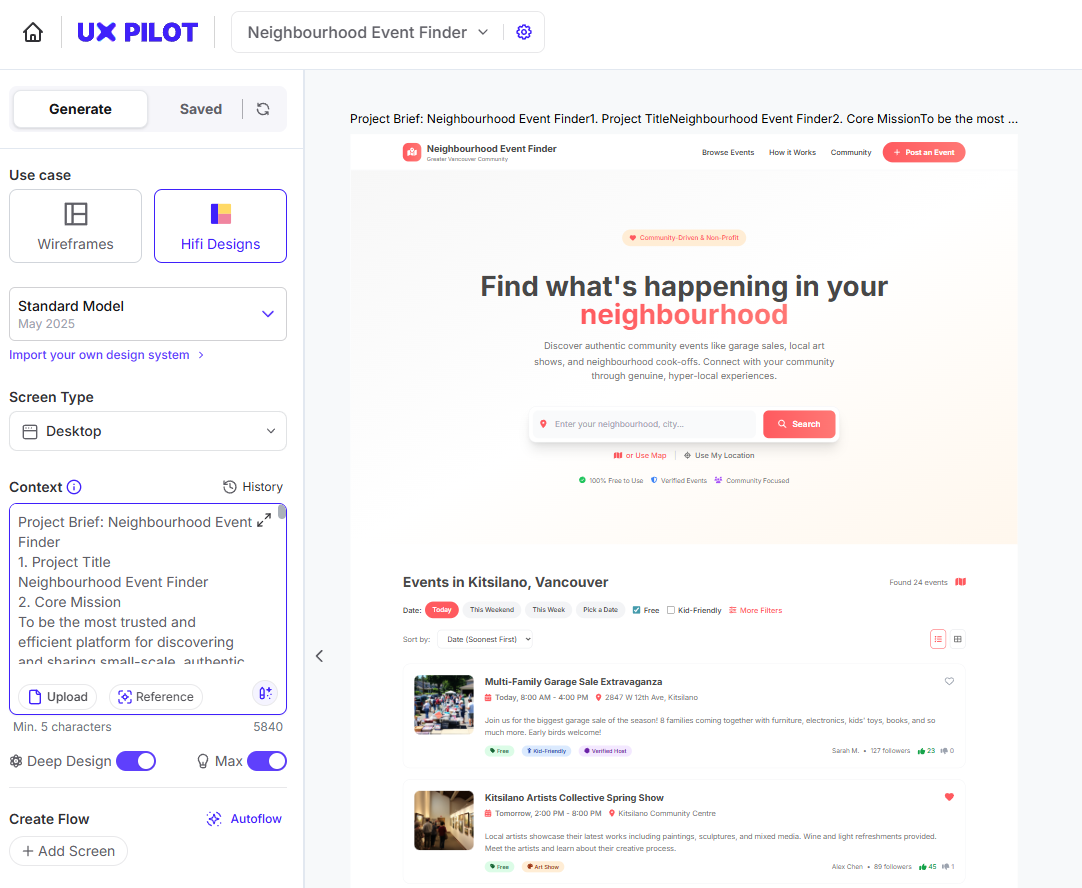 UX PILOT
Neighbourhood Event Finder
Generate
Saved
Use case
Wireframes
Hifi Designs
Standard Model
May 2025
Import your own design system
Screen Type
Desktop
Context
History
Project Brief: Neighbourhood Event
Finder
1. Project Title
Neighbourhood Event Finder
2. Core Mission
To be the most trusted and
efficient platform for discovering
and sharing small-scale, authentic
Upload
Reference
Min. 5 characters
5840
Deep Design
Max
Create Flow
Autoflow
+ Add Screen
Project Brief: Neighbourhood Event Finder1. Project TitleNeighbourhood Event Finder2. Core MissionTo be the most ...
Neighbourhood Event Finder
Greater Vancouver Community
Browse Events
How it Works
Community
+ Post an Event
Community-Driven & Non-Profit
Find what's happening in your
neighbourhood
Discover authentic community events like garage sales, local art
shows, and neighbourhood cook-offs. Connect with your community
through genuine, hyper-local experiences.
Enter your neighbourhood, city...
Search
or Use Map
Use My Location
100% Free to Use
Verified Events
Community Focused
Events in Kitsilano, Vancouver
Found 24 events
Date:
Today
This Weekend
This Week
Pick a Date
Free
Kid-Friendly
More Filters
Sort by:
Date (Soonest First)
Multi-Family Garage Sale Extravaganza
Today, 8:00 AM - 4:00 PM
2847 W 12th Ave, Kitsilano
Join us for the biggest garage sale of the season! 8 families coming together with furniture, electronics, kids' toys, books, and so
much more. Early birds welcome!
Free
Kid-Friendly
Verified Host
Sarah M. • 127 followers
23
0
Kitsilano Artists Collective Spring Show
Tomorrow, 2:00 PM - 8:00 PM
Kitsilano Community Centre
Local artists showcase their latest works including paintings, sculptures, and mixed media. Wine and light refreshments provided.
Meet the artists and learn about their creative process.
Free
Art Show
Alex Chen • 89 followers
45
1